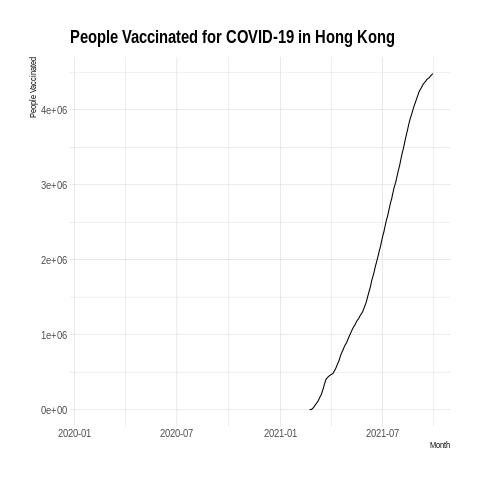 People Vaccinated for COVID-19 in Hong Kong
People Vaccinated
4e+06
3e+06
2e+06
1e+06
0e+00
2020-01 2020-07 2021-01 2021-07
Month